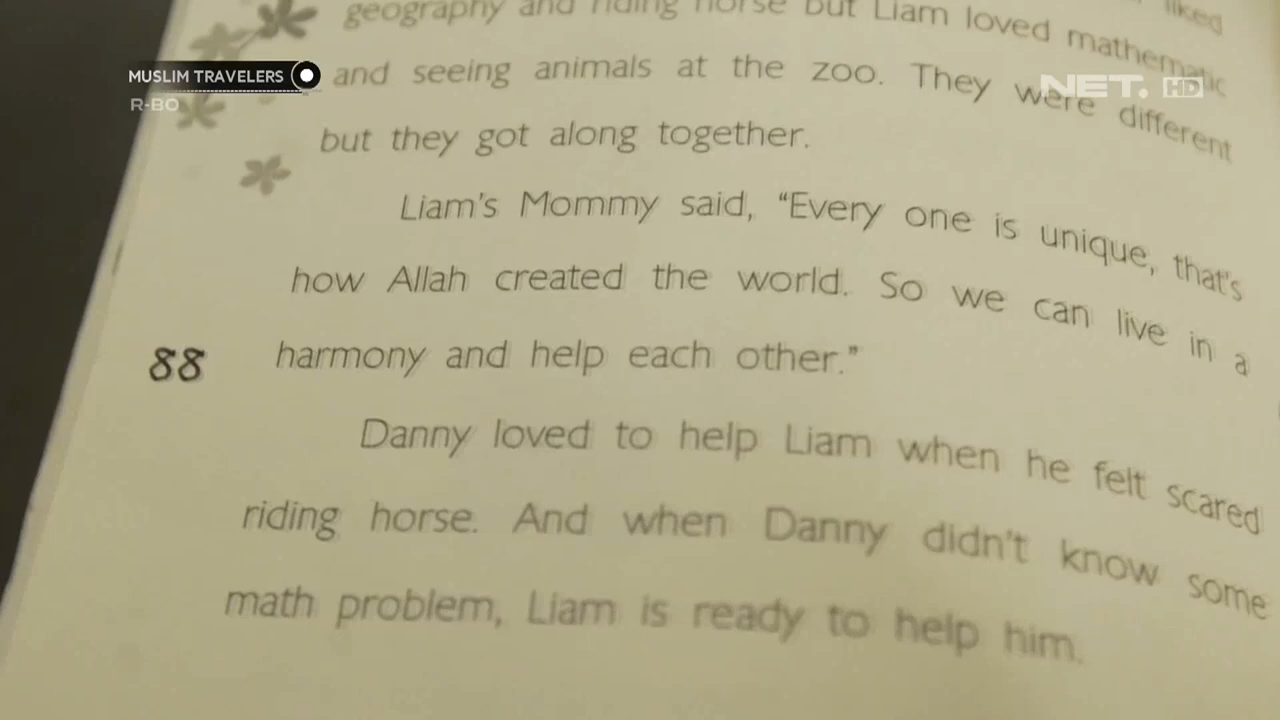 liked
geography and riding horse but Liam loved mathematic
and seeing animals at the zoo. They were different
but they got along together.
Liam's Mommy said, "Every one is unique, that's
how Allah created the world. So we can live in a
harmony and help each other."
88
Danny loved to help Liam when he felt scared
riding horse. And when Danny didn't know some
math problem, Liam is ready to help him.
MUSLIM TRAVELERS
R-BO
NET. HD